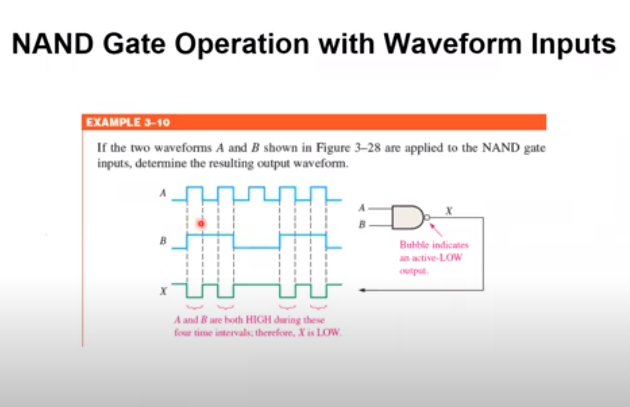 NAND Gate Operation with Waveform Inputs
EXAMPLE 3–10
If the two waveforms A and B shown in Figure 3–28 are applied to the NAND gate
inputs, determine the resulting output waveform.
A
B
X
A
B
X
Bubble indicates
an active-LOW
output.
A and B are both HIGH during these
four time intervals; therefore, X is LOW.